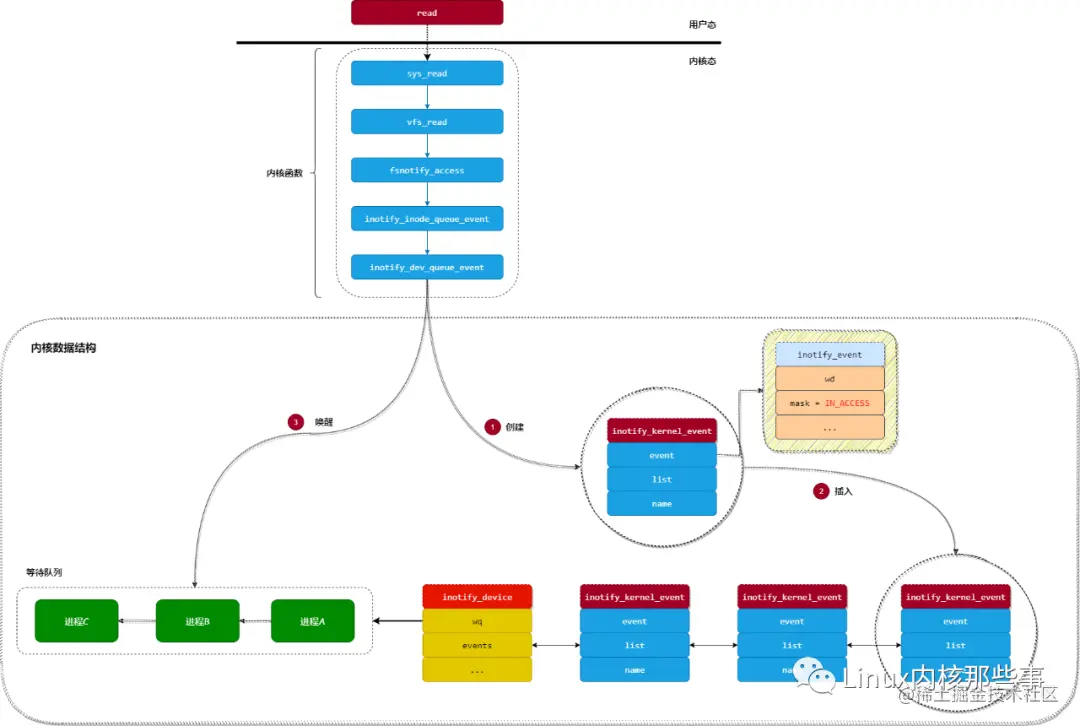 read
用户态
内核态
sys_read
vfs_read
fsnotify_access
内核函数
inotify_inode_queue_event
inotify_dev_queue_event
内核数据结构
inotify_event
wd
mask = IN_ACCESS
...
3 唤醒
1 创建
inotify_kernel_event
event
list
name
2 插入
等待队列
进程C
进程B
进程A
inotify_device
wq
events
...
inotify_kernel_event
event
list
name
inotify_kernel_event
event
list
inotify_kernel_event
event
list
Linux内核那些事
@稀土掘金技术社区